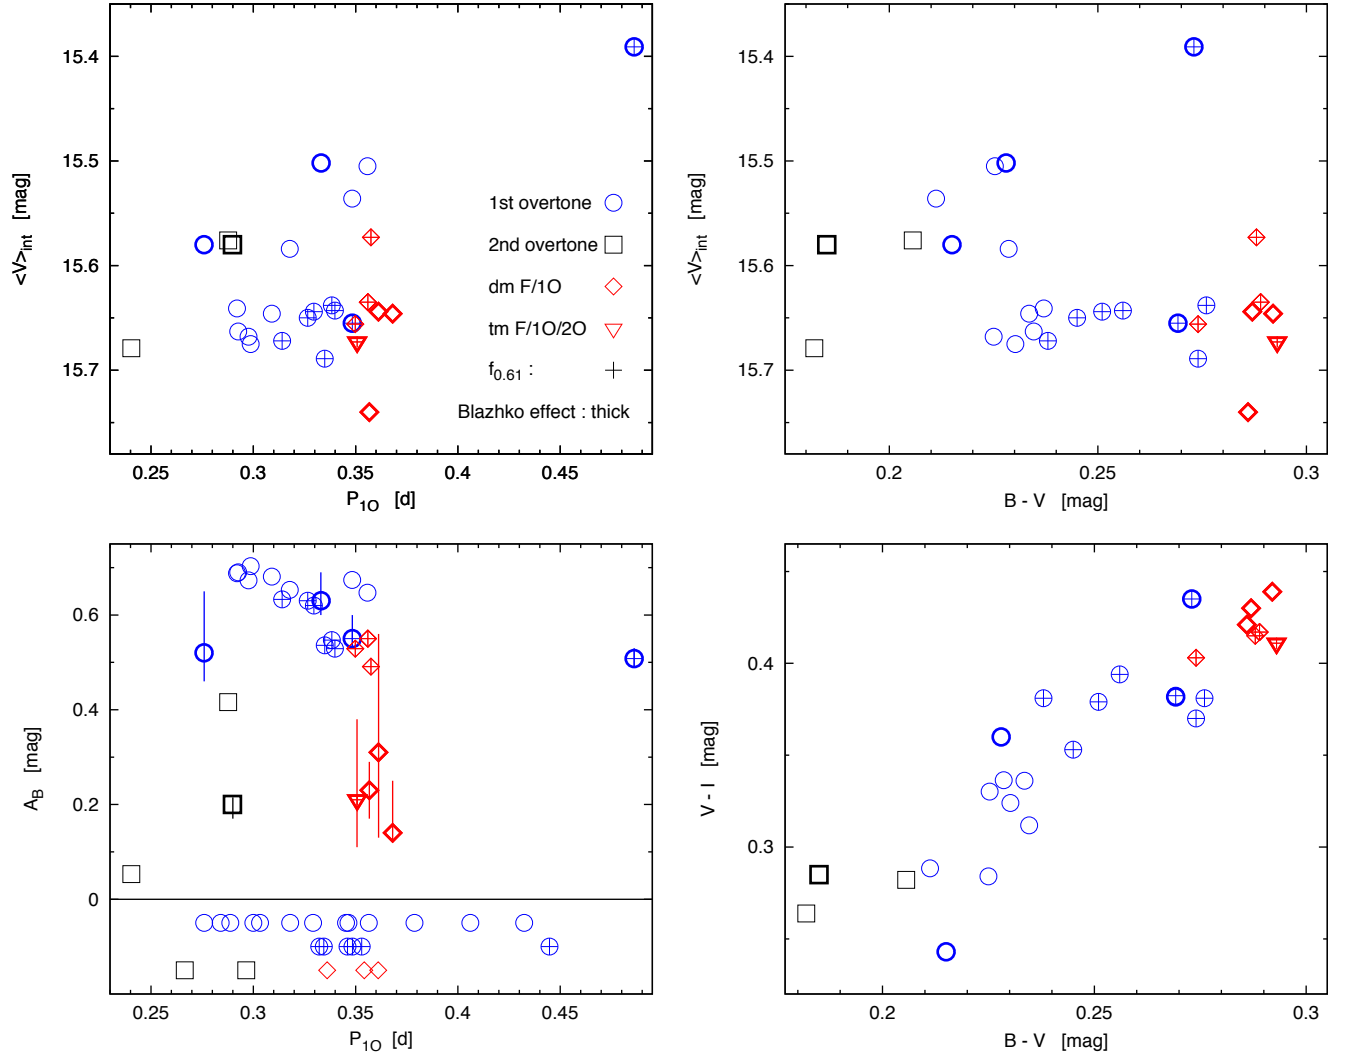 15.4
15.5
15.6
15.7
<V>int [mag]
0.25
0.3
0.35
0.4
0.45
P1O [d]
1st overtone
2nd overtone
dm F/1O
tm F/1O/2O
f0.61 :
Blazhko effect : thick
15.4
15.5
15.6
15.7
<V>int [mag]
0.2
0.25
0.3
B - V [mag]
0.6
0.4
0.2
0
AB [mag]
0.25
0.3
0.35
0.4
0.45
P1O [d]
0.4
0.3
V - I [mag]
0.2
0.25
0.3
B - V [mag]